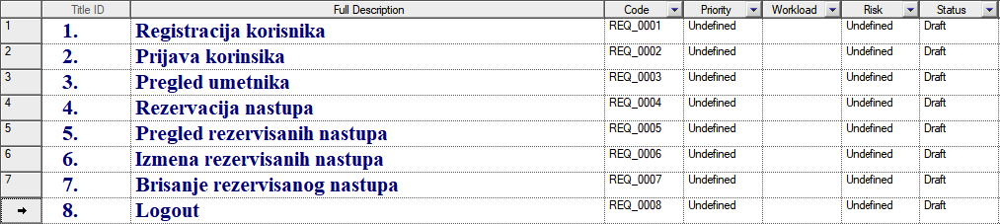 Title ID Full Description Code Priority Workload Risk Status
1 1. Registracija korisnika REQ_0001 Undefined Undefined Draft
2 2. Prijava korinsika REQ_0002 Undefined Undefined Draft
3 3. Pregled umetnika REQ_0003 Undefined Undefined Draft
4 4. Rezervacija nastupa REQ_0004 Undefined Undefined Draft
5 5. Pregled rezervisanih nastupa REQ_0005 Undefined Undefined Draft
6 6. Izmena rezervisanih nastupa REQ_0006 Undefined Undefined Draft
7 7. Brisanje rezervisanog nastupa REQ_0007 Undefined Undefined Draft
8. Logout REQ_0008 Undefined Undefined Draft